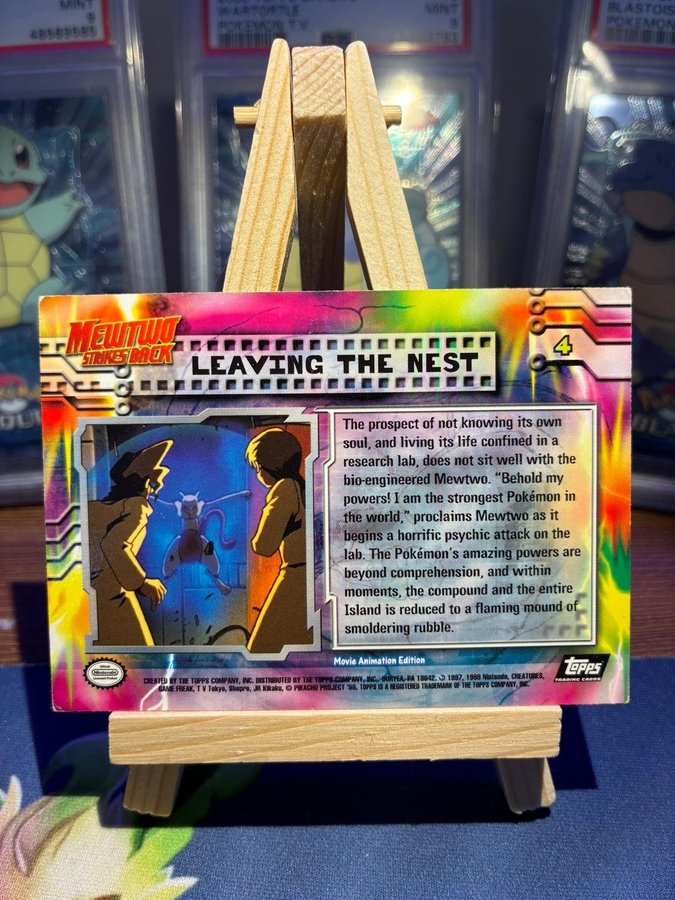 MINT
9
48589585
WARTORTLE
POKEMON T.V
MINT
9
BLASTOIS
POKEMON
MEWTWO
STRIKES BACK
LEAVING THE NEST
4
The prospect of not knowing its own
soul, and living its life confined in a
research lab, does not sit well with the
bio-engineered Mewtwo. “Behold my
powers! I am the strongest Pokémon in
the world,” proclaims Mewtwo as it
begins a horrific psychic attack on the
lab. The Pokémon’s amazing powers are
beyond comprehension, and within
moments, the compound and the entire
Island is reduced to a flaming mound of
smoldering rubble.
Movie Animation Edition
Official
Nintendo
Licensed Product
topps
TRADING CARDS
CREATED BY THE TOPPS COMPANY, INC. DISTRIBUTED BY THE TOPPS COMPANY, INC., DURYEA, PA 18642. © 1997, 1998 Nintendo, CREATURES,
GAME FREAK, T V Tokyo, Shopro, JR Kikaku, © PIKACHU PROJECT '98. TOPPS IS A REGISTERED TRADEMARK OF THE TOPPS COMPANY, INC.